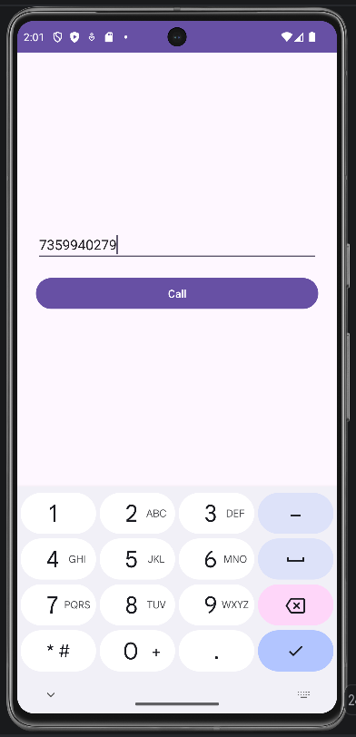 2:01
7359940279
Call
1
2 ABC
3 DEF
–
4 GHI
5 JKL
6 MNO
7 PQRS
8 TUV
9 WXYZ
* #
0 +
.